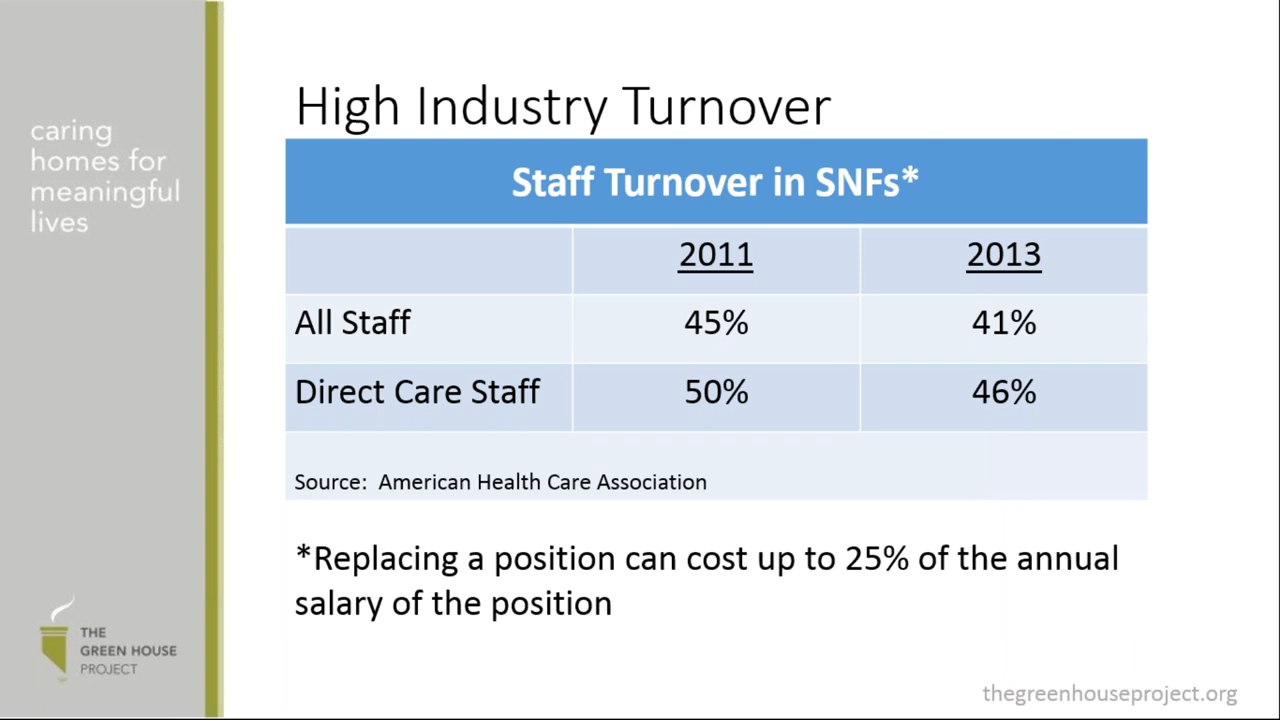 caring
homes for
meaningful
lives
High Industry Turnover
Staff Turnover in SNFs*
2011 2013
All Staff 45% 41%
Direct Care Staff 50% 46%
Source: American Health Care Association
*Replacing a position can cost up to 25% of the annual
salary of the position
THE
GREEN HOUSE
PROJECT
thegreenhouseproject.org